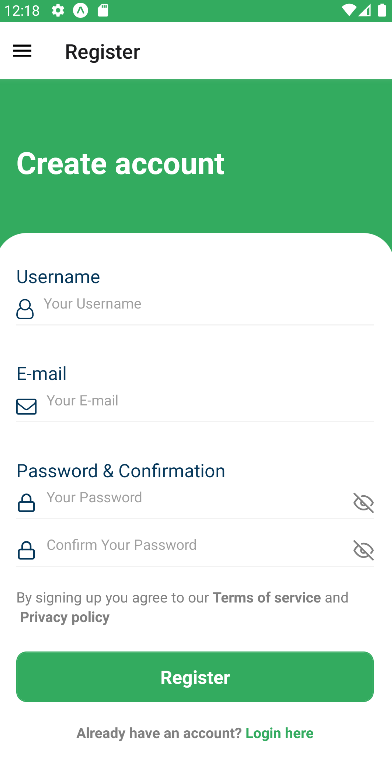 12:18
Register
Create account
Username
Your Username
E-mail
Your E-mail
Password & Confirmation
Your Password
Confirm Your Password
By signing up you agree to our Terms of service and
Privacy policy
Register
Already have an account? Login here